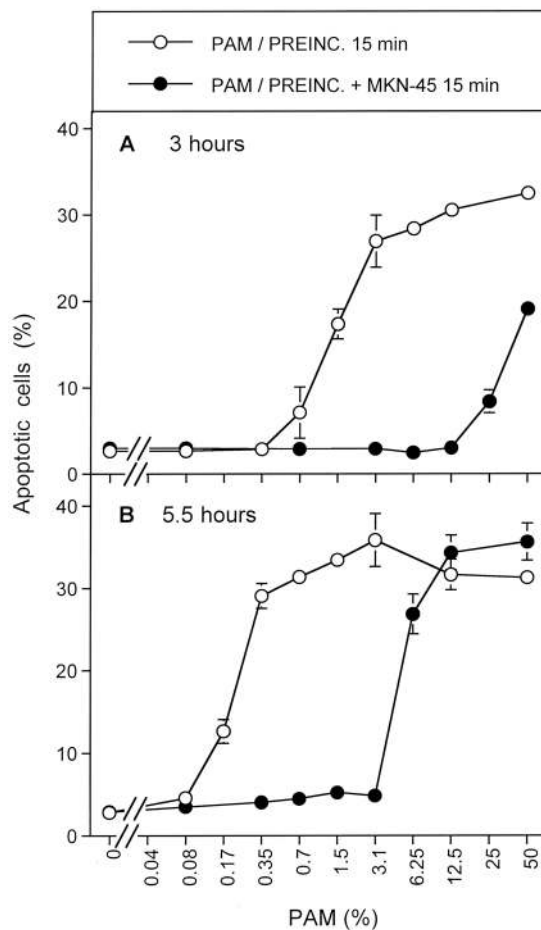 PAM / PREINC. 15 min
PAM / PREINC. + MKN-45 15 min
A 3 hours
40
30
20
10
0
Apoptotic cells (%)
B 5.5 hours
40
30
20
10
0
0 0.04 0.08 0.17 0.35 0.7 1.5 3.1 6.25 12.5 25 50
PAM (%)